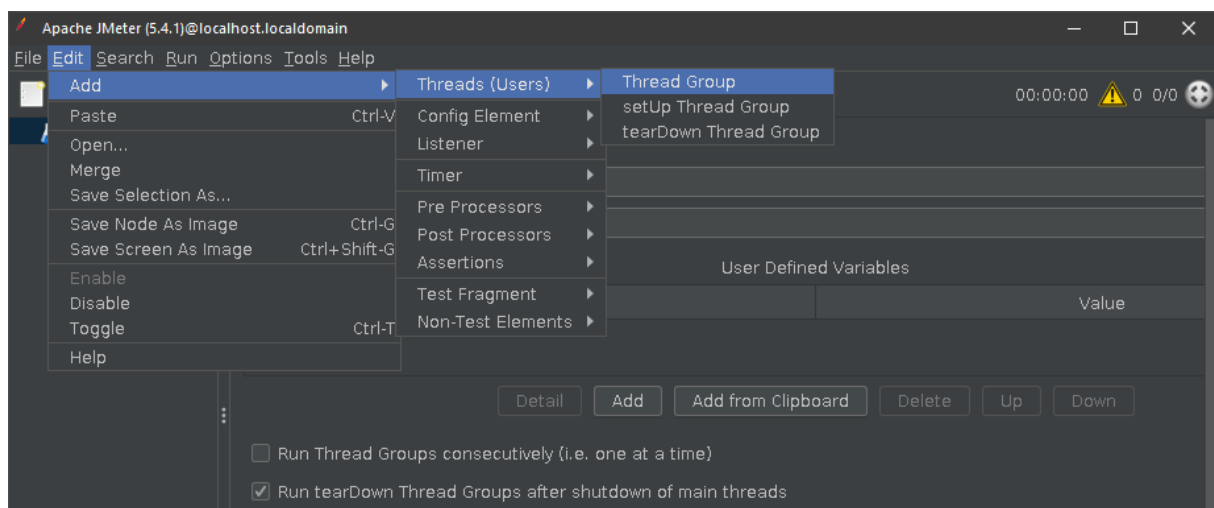 Apache JMeter (5.4.1)@localhost.localdomain
File Edit Search Run Options Tools Help
00:00:00 0 0/0
Add
Paste Ctrl-V
Open...
Merge
Save Selection As...
Save Node As Image Ctrl-G
Save Screen As Image Ctrl+Shift-G
Enable
Disable
Toggle Ctrl-T
Help
Threads (Users)
Config Element
Listener
Timer
Pre Processors
Post Processors
Assertions
Test Fragment
Non-Test Elements
Thread Group
setUp Thread Group
tearDown Thread Group
User Defined Variables
Value
Detail Add Add from Clipboard Delete Up Down
Run Thread Groups consecutively (i.e. one at a time)
Run tearDown Thread Groups after shutdown of main threads